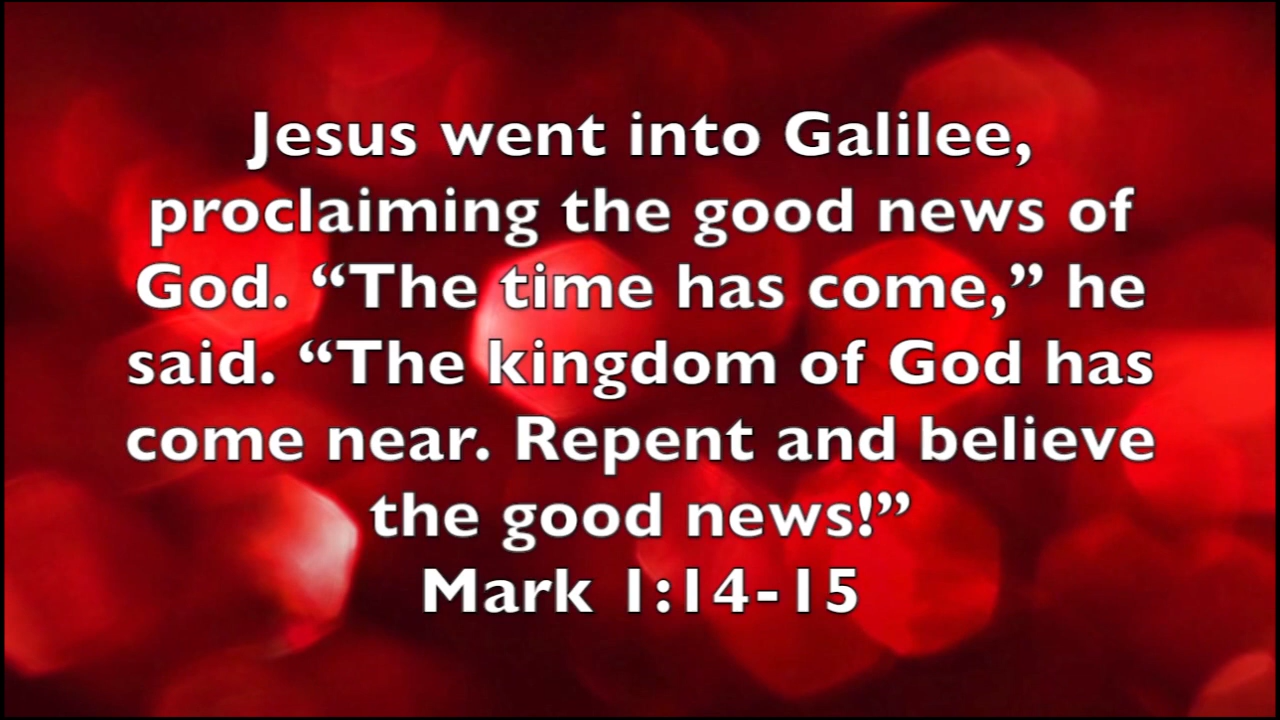 Jesus went into Galilee,
proclaiming the good news of
God. “The time has come,” he
said. “The kingdom of God has
come near. Repent and believe
the good news!”
Mark 1:14-15